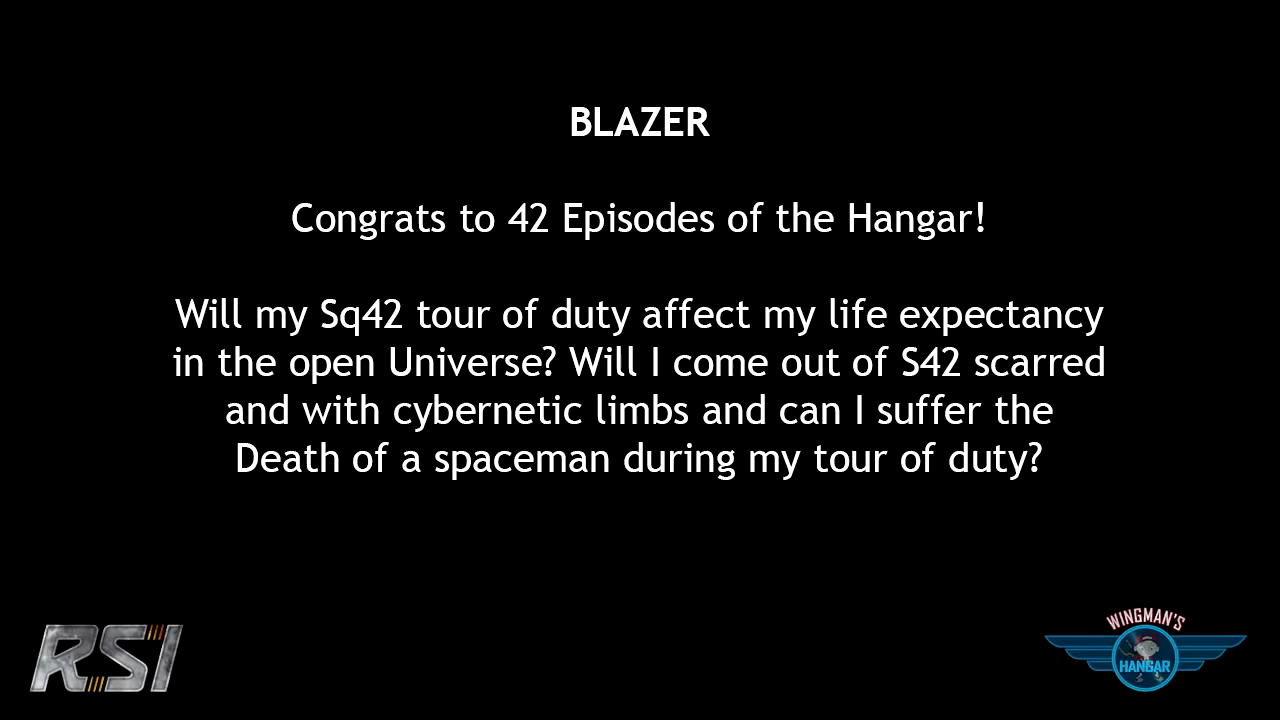 BLAZER
Congrats to 42 Episodes of the Hangar!
Will my Sq42 tour of duty affect my life expectancy
in the open Universe? Will I come out of S42 scarred
and with cybernetic limbs and can I suffer the
Death of a spaceman during my tour of duty?
RSI
WINGMAN'S
HANGAR